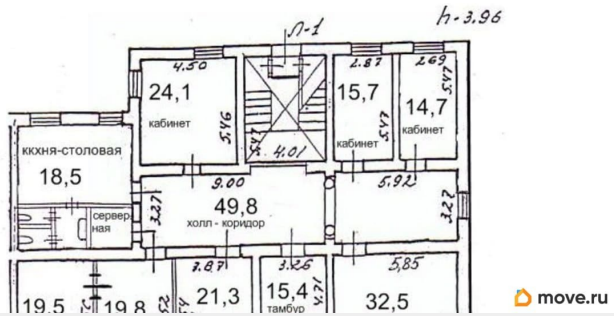 h-3.96
Л-1
4.50
2.87
2.69
24,1
кабинет
5.46
5.47
15,7
кабинет
5.47
14,7
кабинет
5.47
4.01
ккхня-столовая
18,5
сервер-
ная
3.27
9.00
49,8
холл - коридор
5.92
3.27
3.87
3.26
5,85
19,5
19,8
21,3
15,4
тамбур
4.71
32,5
move.ru